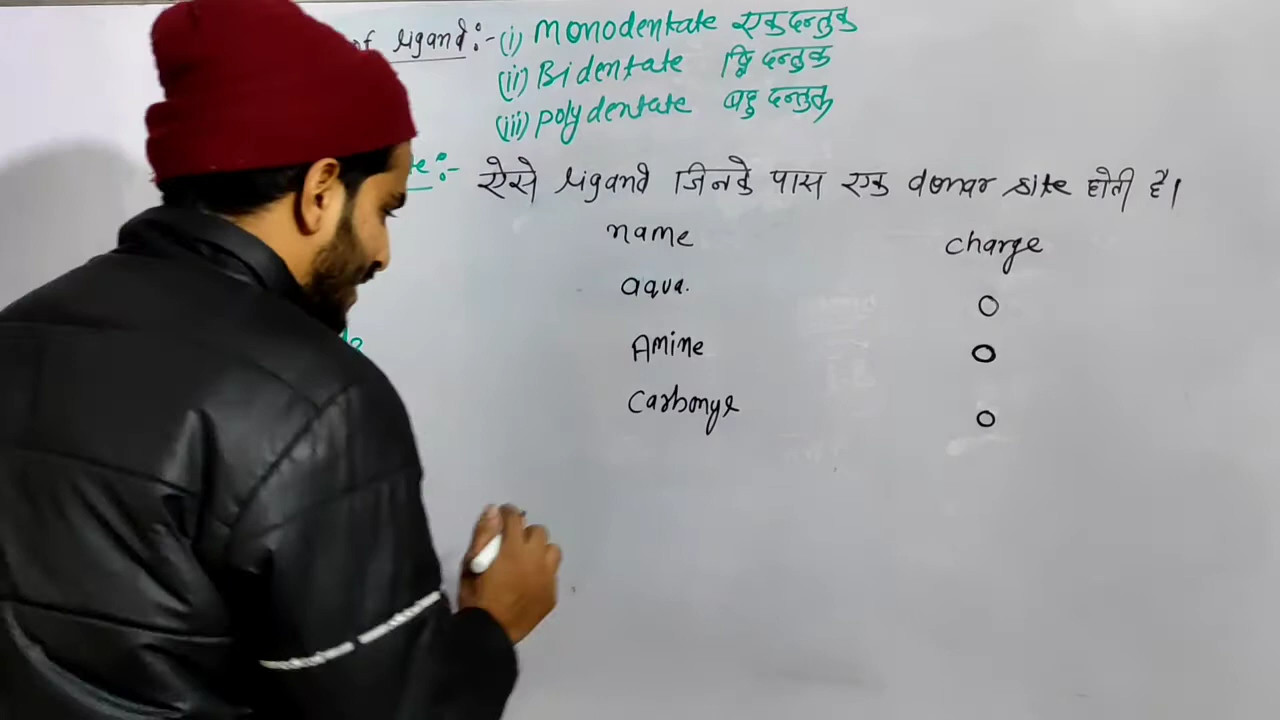 of ligand:- (i) Monodentate एकदन्तुक
(ii) Bidentate द्वि दन्तुक
(iii) polydentate बहु दन्तुक
te:- ऐसे ligand जिनके पास एक donar site होती है।
name charge
aqua. 0
Amine 0
Carbonyl 0